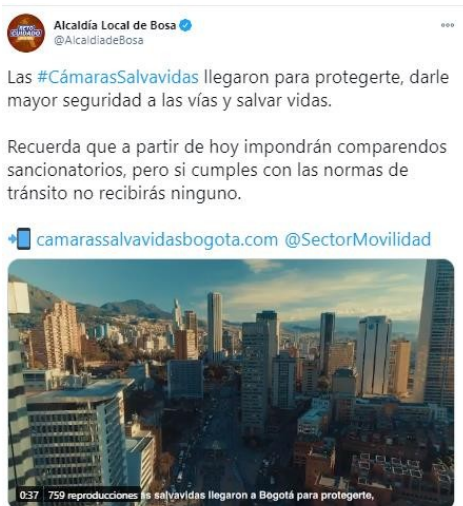 RETO
CUIDADO
Alcaldía Local de Bosa
@AlcaldiadeBosa
Las #CámarasSalvavidas llegaron para protegerte, darle
mayor seguridad a las vías y salvar vidas.
Recuerda que a partir de hoy impondrán comparendos
sancionatorios, pero si cumples con las normas de
tránsito no recibirás ninguno.
camarassalvavidasbogota.com @SectorMovilidad
0:37 759 reproducciones s salvavidas llegaron a Bogotá para protegerte,